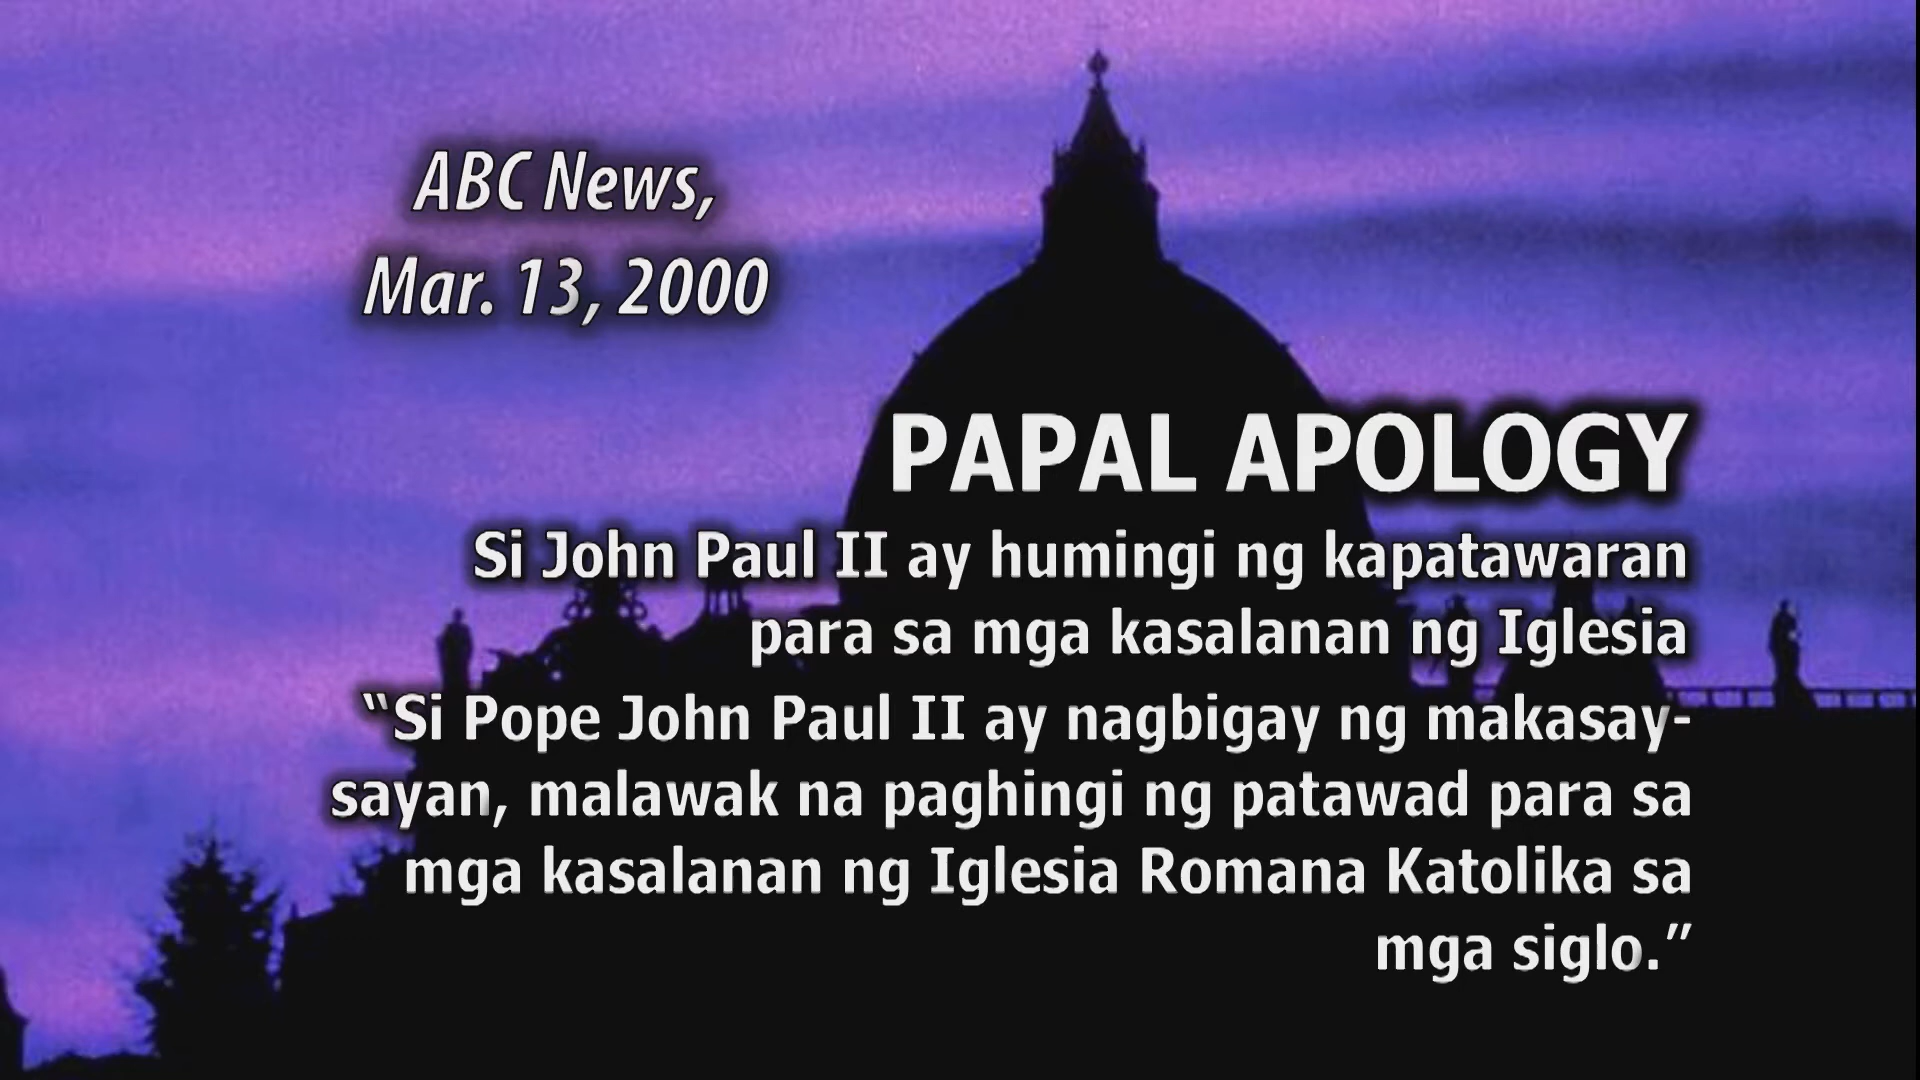 ABC News,
Mar. 13, 2000
PAPAL APOLOGY
Si John Paul II ay humingi ng kapatawaran
para sa mga kasalanan ng Iglesia
“Si Pope John Paul II ay nagbigay ng makasay-
sayan, malawak na paghingi ng patawad para sa
mga kasalanan ng Iglesia Romana Katolika sa
mga siglo.”